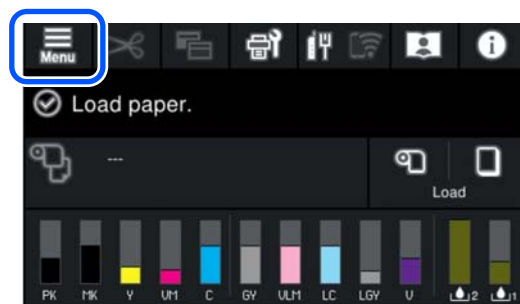 Menu
Load paper.
---
Load
PK MK Y VM C GY VLM LC LGY V 2 1